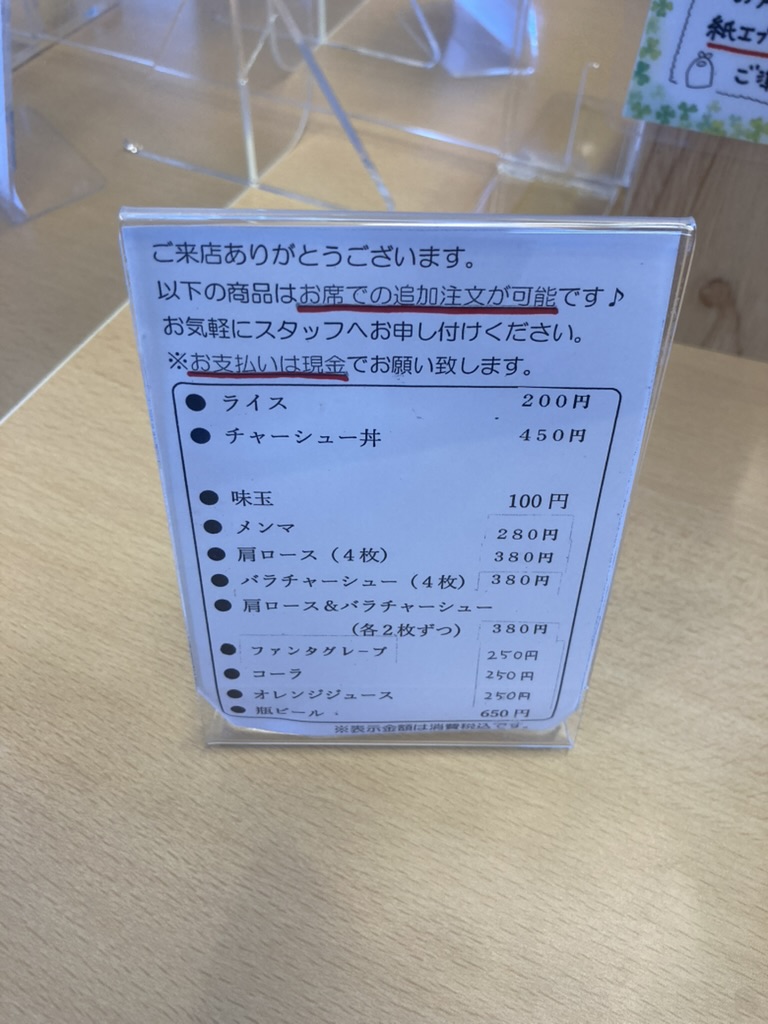 ご来店ありがとうございます。
以下の商品はお席での追加注文が可能です♪
お気軽にスタッフへお申し付けください。
※お支払いは現金でお願い致します。
●ライス 200円
●チャーシュー丼 450円
●味玉 100円
●メンマ 280円
●肩ロース(4枚) 380円
●バラチャーシュー(4枚) 380円
●肩ロース&バラチャーシュー
(各2枚ずつ) 380円
●ファンタグレープ 250円
●コーラ 250円
●オレンジジュース 250円
●瓶ビール 650円
※表示金額は消費税込です。
紙エプ